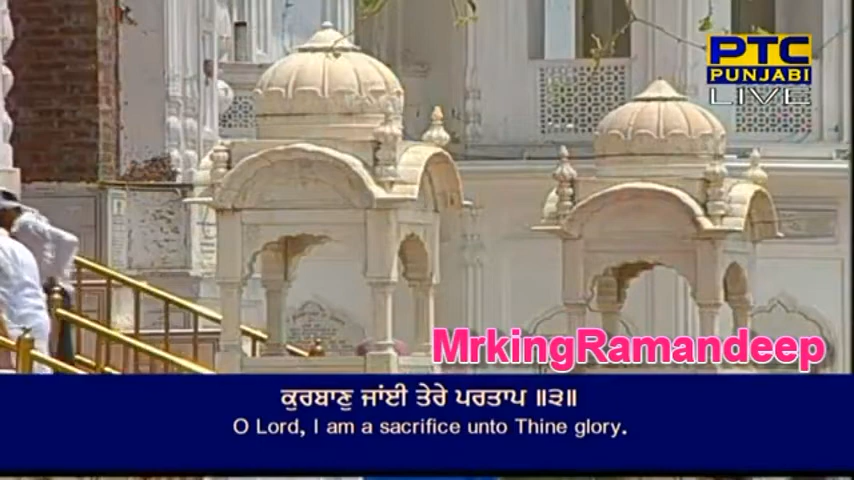 PTC
PUNJABI
LIVE
MrkingRamandeep
ਕੁਰਬਾਣੁ ਜਾਂਈ ਤੇਰੇ ਪਰਤਾਪ ॥੩॥
O Lord, I am a sacrifice unto Thine glory.